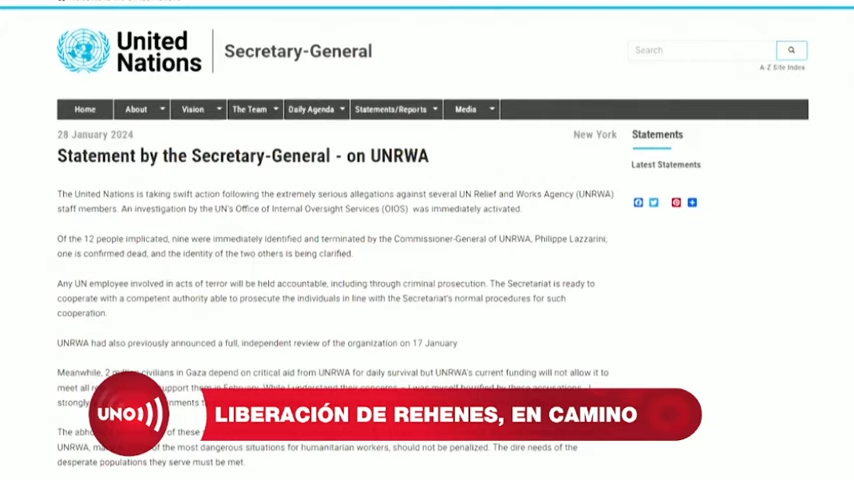 United
Nations
Secretary-General
Search
A-Z Site Index
Home About Vision The Team Daily Agenda Statements/Reports Media
28 January 2024
New York
Statement by the Secretary-General - on UNRWA
Statements
Latest Statements
The United Nations is taking swift action following the extremely serious allegations against several UN Relief and Works Agency (UNRWA)
staff members. An investigation by the UN's Office of Internal Oversight Services (OIOS) was immediately activated.
Of the 12 people implicated, nine were immediately identified and terminated by the Commissioner-General of UNRWA, Philippe Lazzarini;
one is confirmed dead, and the identity of the two others is being clarified.
Any UN employee involved in acts of terror will be held accountable, including through criminal prosecution. The Secretariat is ready to
cooperate with a competent authority able to prosecute the individuals in line with the Secretariat's normal procedures for such
cooperation.
UNRWA had also previously announced a full, independent review of the organization on 17 January
Meanwhile, 2 civilians in Gaza depend on critical aid from UNRWA for daily survival but UNRWA's current funding will not allow it to
meet all support them in February. While I understand their concerns – I was myself horrified by these accusations – I
strongly
The of these
UNRWA, of the most dangerous situations for humanitarian workers, should not be penalized. The dire needs of the
desperate populations they serve must be met.
UNO
LIBERACIÓN DE REHENES, EN CAMINO